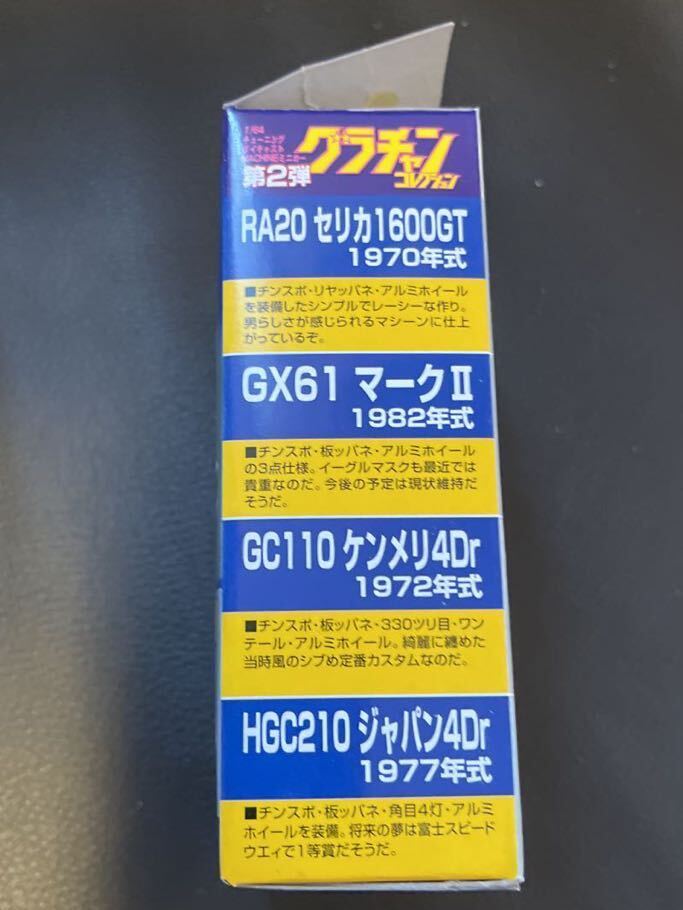 1/64
チューニング
ダイキャスト
MACHINEミニカー
第2弾
グラチャン
コレクション
RA20 セリカ1600GT
1970年式
■チンスポ・リヤッパネ・アルミホイール
を装備したシンプルでレーシーな作り。
男らしさが感じられるマシーンに仕上
がっているぞ。
GX61 マークⅡ
1982年式
■チンスポ・板ッパネ・アルミホイール
の3点仕様。イーグルマスクも最近では
貴重なのだ。今後の予定は現状維持だ
そうだ。
GC110 ケンメリ4Dr
1972年式
■チンスポ・板ッパネ・330ツリ目・ワン
テール・アルミホイール。綺麗に纏めた
当時風のシブめ定番カスタムなのだ。
HGC210 ジャパン4Dr
1977年式
■チンスポ・板ッパネ・角目4灯・アルミ
ホイールを装備。将来の夢は富士スピード
ウエィで1等賞だそうだ。